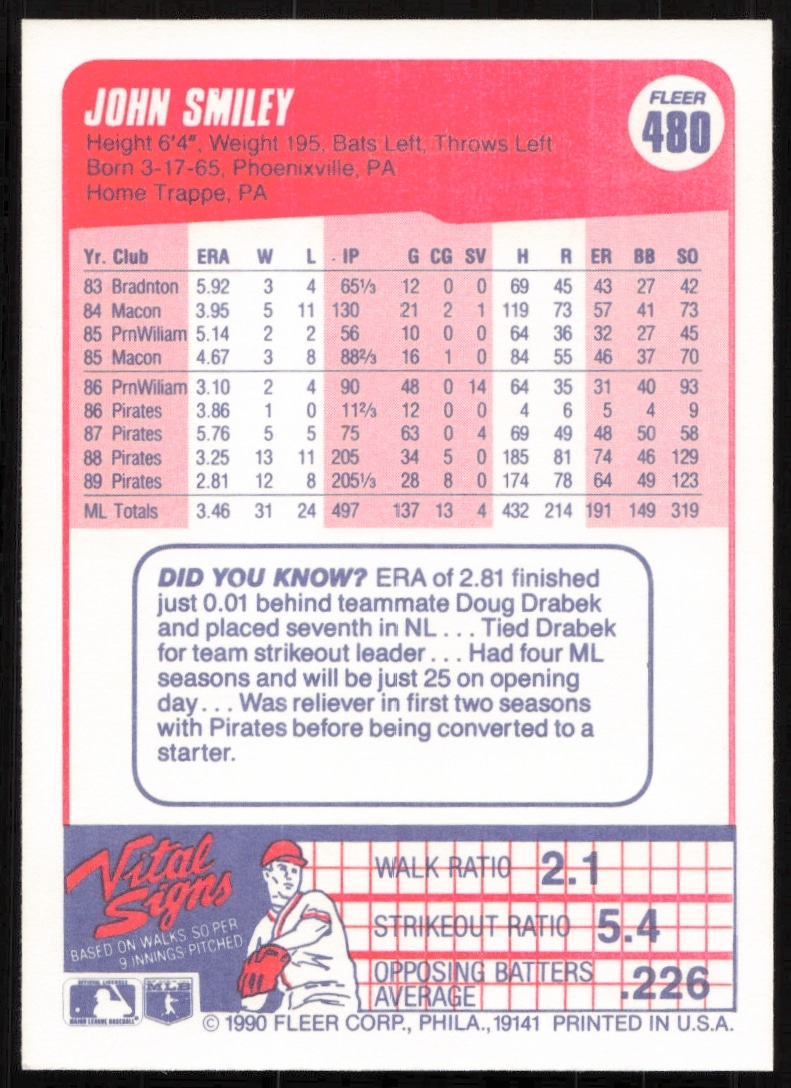 JOHN SMILEY
FLEER
480
Height 6'4", Weight 195, Bats Left, Throws Left
Born 3-17-65, Phoenixville, PA
Home Trappe, PA
Yr. Club ERA W L IP G CG SV H R ER BB SO
83 Bradnton 5.92 3 4 65⅓ 12 0 0 69 45 43 27 42
84 Macon 3.95 5 11 130 21 2 1 119 73 57 41 73
85 PrnWiliam 5.14 2 2 56 10 0 0 64 36 32 27 45
85 Macon 4.67 3 8 88⅔ 16 1 0 84 55 46 37 70
86 PrnWiliam 3.10 2 4 90 48 0 14 64 35 31 40 93
86 Pirates 3.86 1 0 11⅔ 12 0 0 4 6 5 4 9
87 Pirates 5.76 5 5 75 63 0 4 69 49 48 50 58
88 Pirates 3.25 13 11 205 34 5 0 185 81 74 46 129
89 Pirates 2.81 12 8 205⅓ 28 8 0 174 78 64 49 123
ML Totals 3.46 31 24 497 137 13 4 432 214 191 149 319
DID YOU KNOW? ERA of 2.81 finished
just 0.01 behind teammate Doug Drabek
and placed seventh in NL . . . Tied Drabek
for team strikeout leader . . . Had four ML
seasons and will be just 25 on opening
day . . . Was reliever in first two seasons
with Pirates before being converted to a
starter.
Vital
Signs
BASED ON WALKS, SO PER
9 INNINGS PITCHED
WALK RATIO 2.1
STRIKEOUT RATIO 5.4
OPPOSING BATTERS
AVERAGE .226
OFFICIAL LICENSEE
MAJOR LEAGUE BASEBALL
MLB
© 1990 FLEER CORP., PHILA., 19141 PRINTED IN U.S.A.